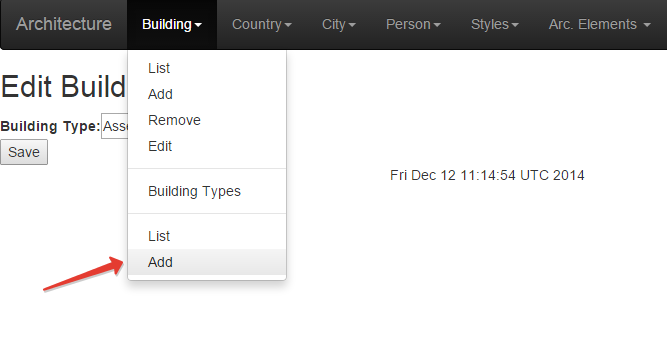 Architecture Building Country City Person Styles Arc. Elements
List
Edit Build
Add
Remove
Building Type: Asse
Edit
Save
Fri Dec 12 11:14:54 UTC 2014
Building Types
List
Add